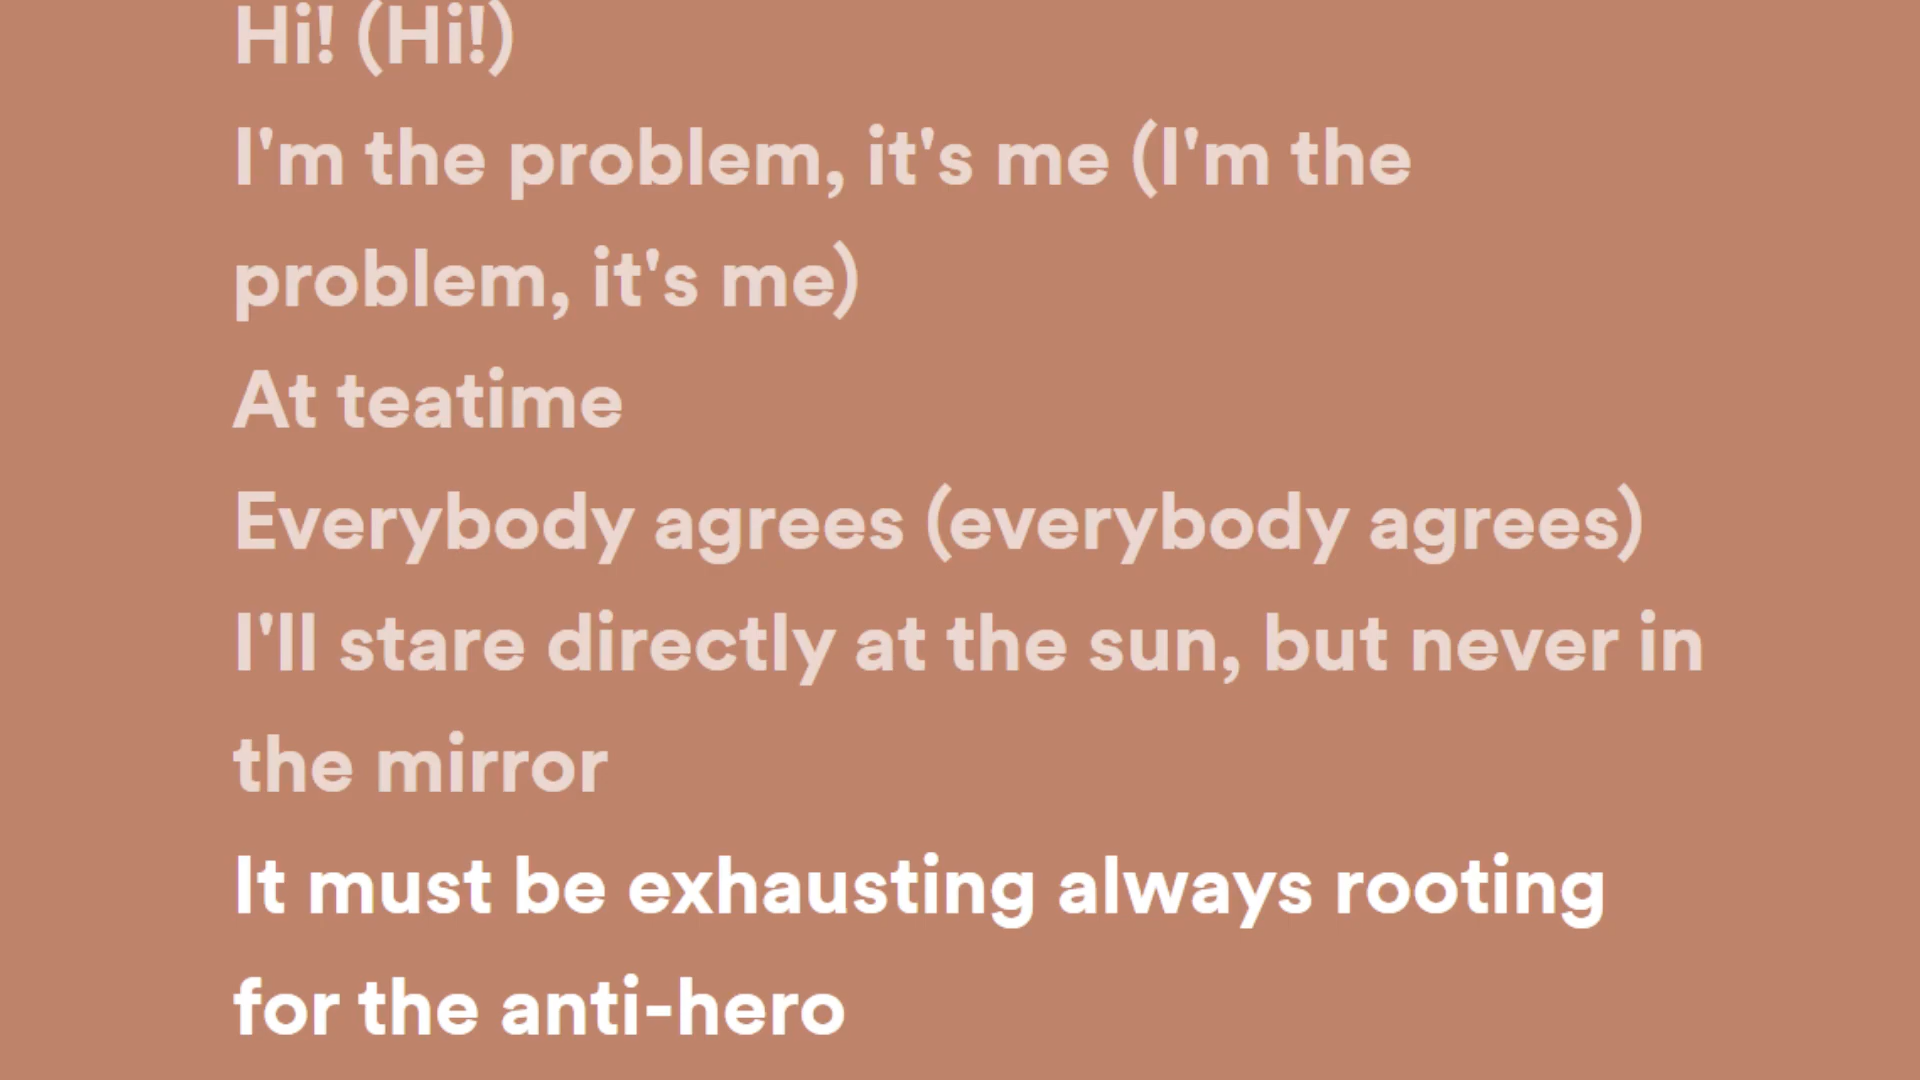 Hi! (Hi!)
I'm the problem, it's me (I'm the
problem, it's me)
At teatime
Everybody agrees (everybody agrees)
I'll stare directly at the sun, but never in
the mirror
It must be exhausting always rooting
for the anti-hero